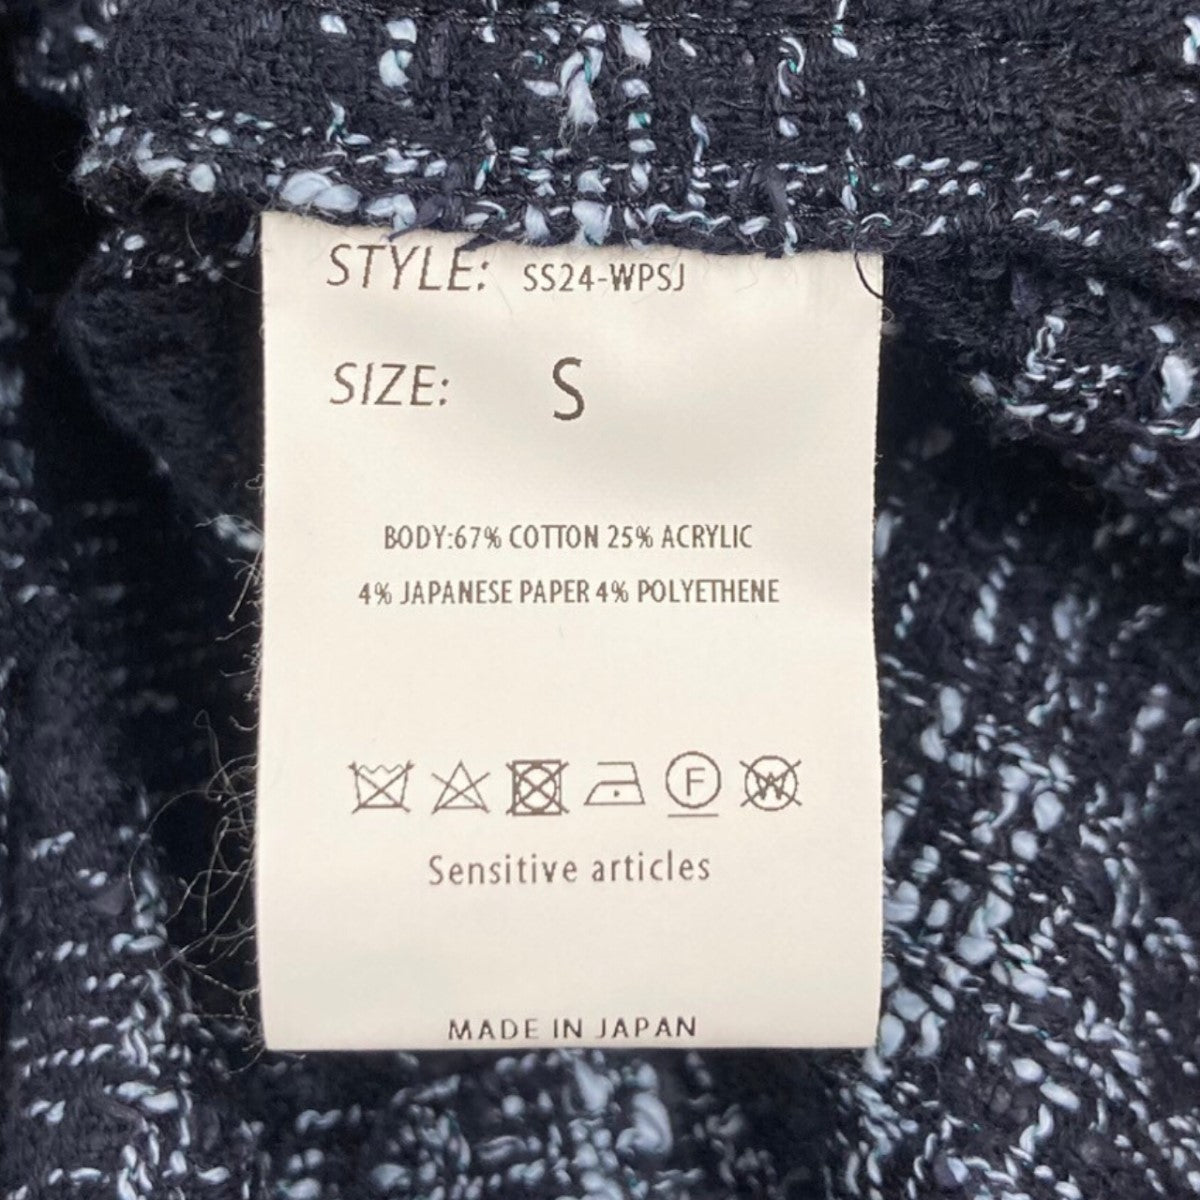 STYLE: SS24-WPSJ
SIZE: S
BODY:67% COTTON 25% ACRYLIC
4% JAPANESE PAPER 4% POLYETHENE
F W
Sensitive articles
MADE IN JAPAN